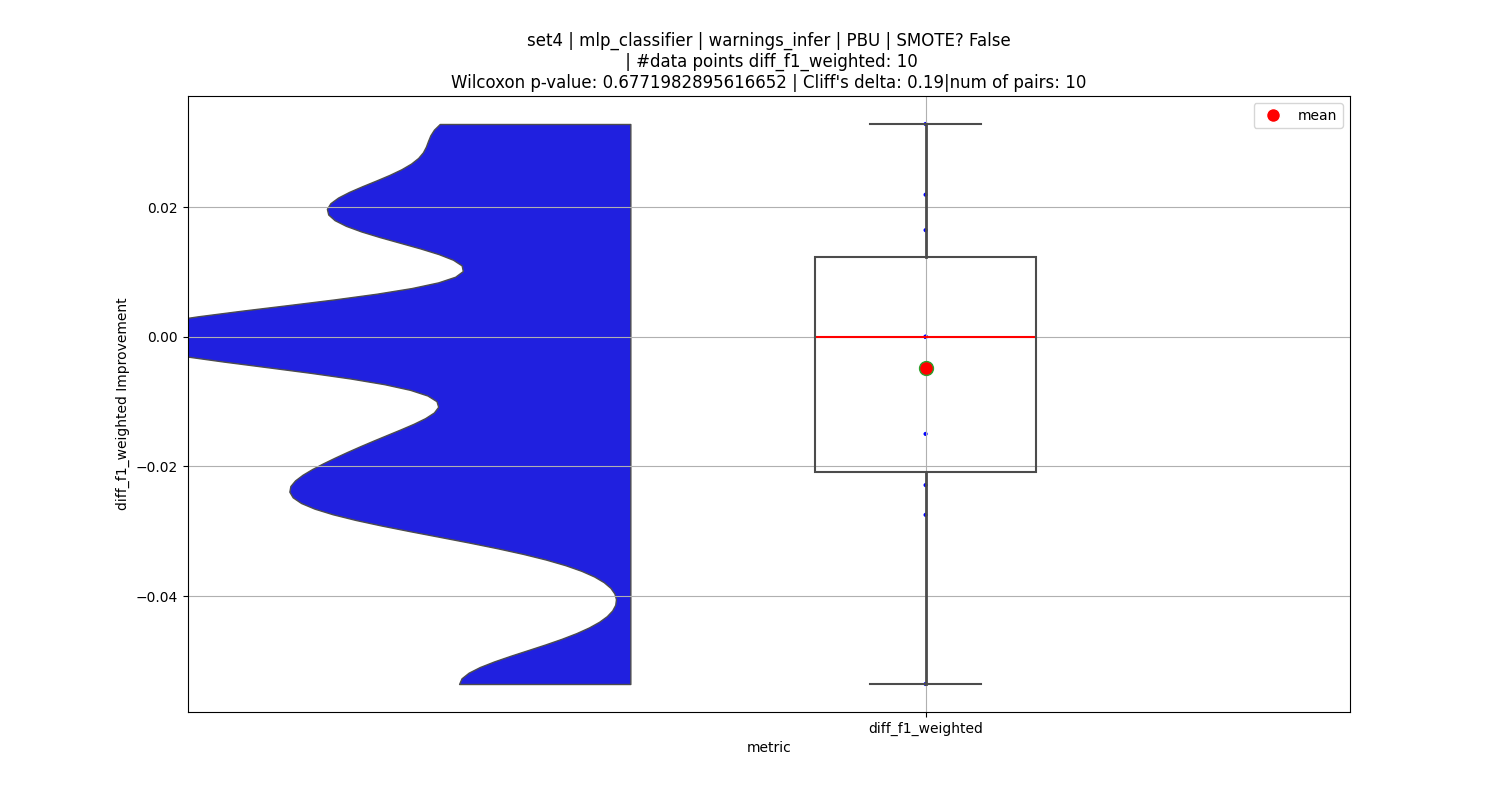 set4 | mlp_classifier | warnings_infer | PBU | SMOTE? False
| #data points diff_f1_weighted: 10
Wilcoxon p-value: 0.6771982895616652 | Cliff's delta: 0.19|num of pairs: 10
mean
0.02
0.00
−0.02
−0.04
diff_f1_weighted Improvement
diff_f1_weighted
metric